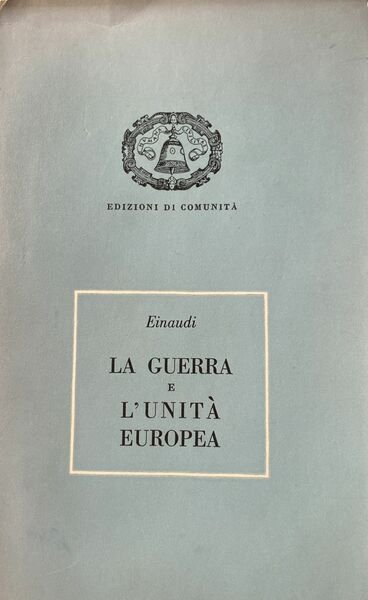 EDIZIONI DI COMUNITÀ
Einaudi
LA GUERRA
E
L'UNITÀ
EUROPEA